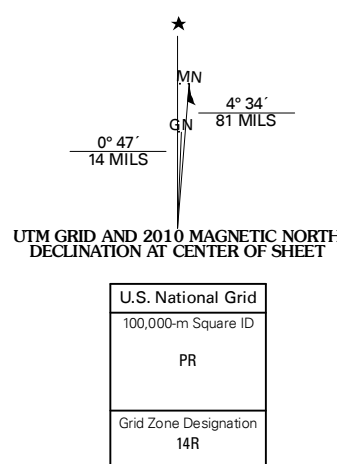 ★
MN
4° 34´
81 MILS
GN
0° 47´
14 MILS
UTM GRID AND 2010 MAGNETIC NORTH
DECLINATION AT CENTER OF SHEET
U.S. National Grid
100,000-m Square ID
PR
Grid Zone Designation
14R